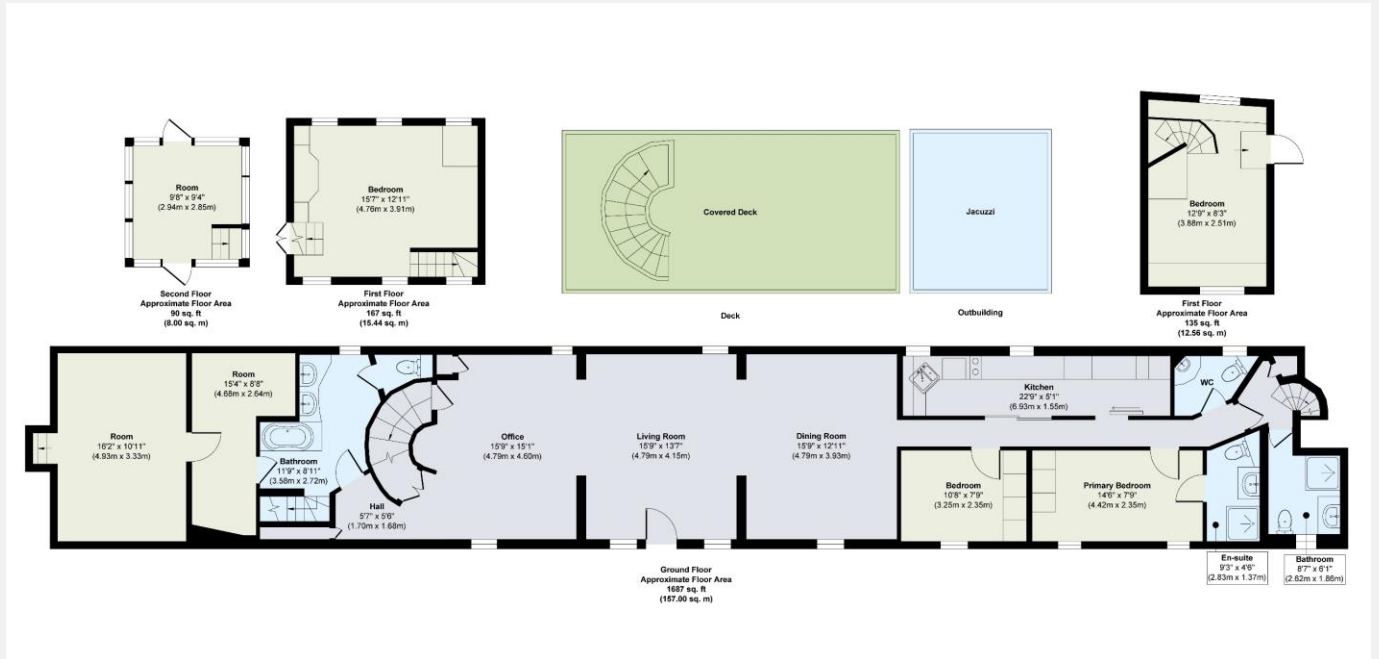 Room
9'8" x 9'4"
(2.94m x 2.85m)
Second Floor
Approximate Floor Area
90 sq. ft
(8.00 sq. m)
Bedroom
15'7" x 12'11"
(4.76m x 3.91m)
First Floor
Approximate Floor Area
167 sq. ft
(15.44 sq. m)
Covered Deck
Deck
Jacuzzi
Outbuilding
Bedroom
12'9" x 8'3"
(3.88m x 2.51m)
First Floor
Approximate Floor Area
135 sq. ft
(12.56 sq. m)
Room
16'2" x 10'11"
(4.93m x 3.33m)
Room
15'4" x 8'8"
(4.68m x 2.64m)
Bathroom
11'9" x 8'11"
(3.58m x 2.72m)
Hall
5'7" x 5'6"
(1.70m x 1.68m)
Office
15'9" x 15'1"
(4.79m x 4.60m)
Living Room
15'9" x 13'7"
(4.79m x 4.15m)
Dining Room
15'9" x 12'11"
(4.79m x 3.93m)
Kitchen
22'9" x 5'1"
(6.93m x 1.55m)
WC
Bedroom
10'8" x 7'9"
(3.25m x 2.35m)
Primary Bedroom
14'6" x 7'9"
(4.42m x 2.35m)
En-suite
9'3" x 4'6"
(2.83m x 1.37m)
Bathroom
8'7" x 6'1"
(2.62m x 1.86m)
Ground Floor
Approximate Floor Area
1687 sq. ft
(157.00 sq. m)